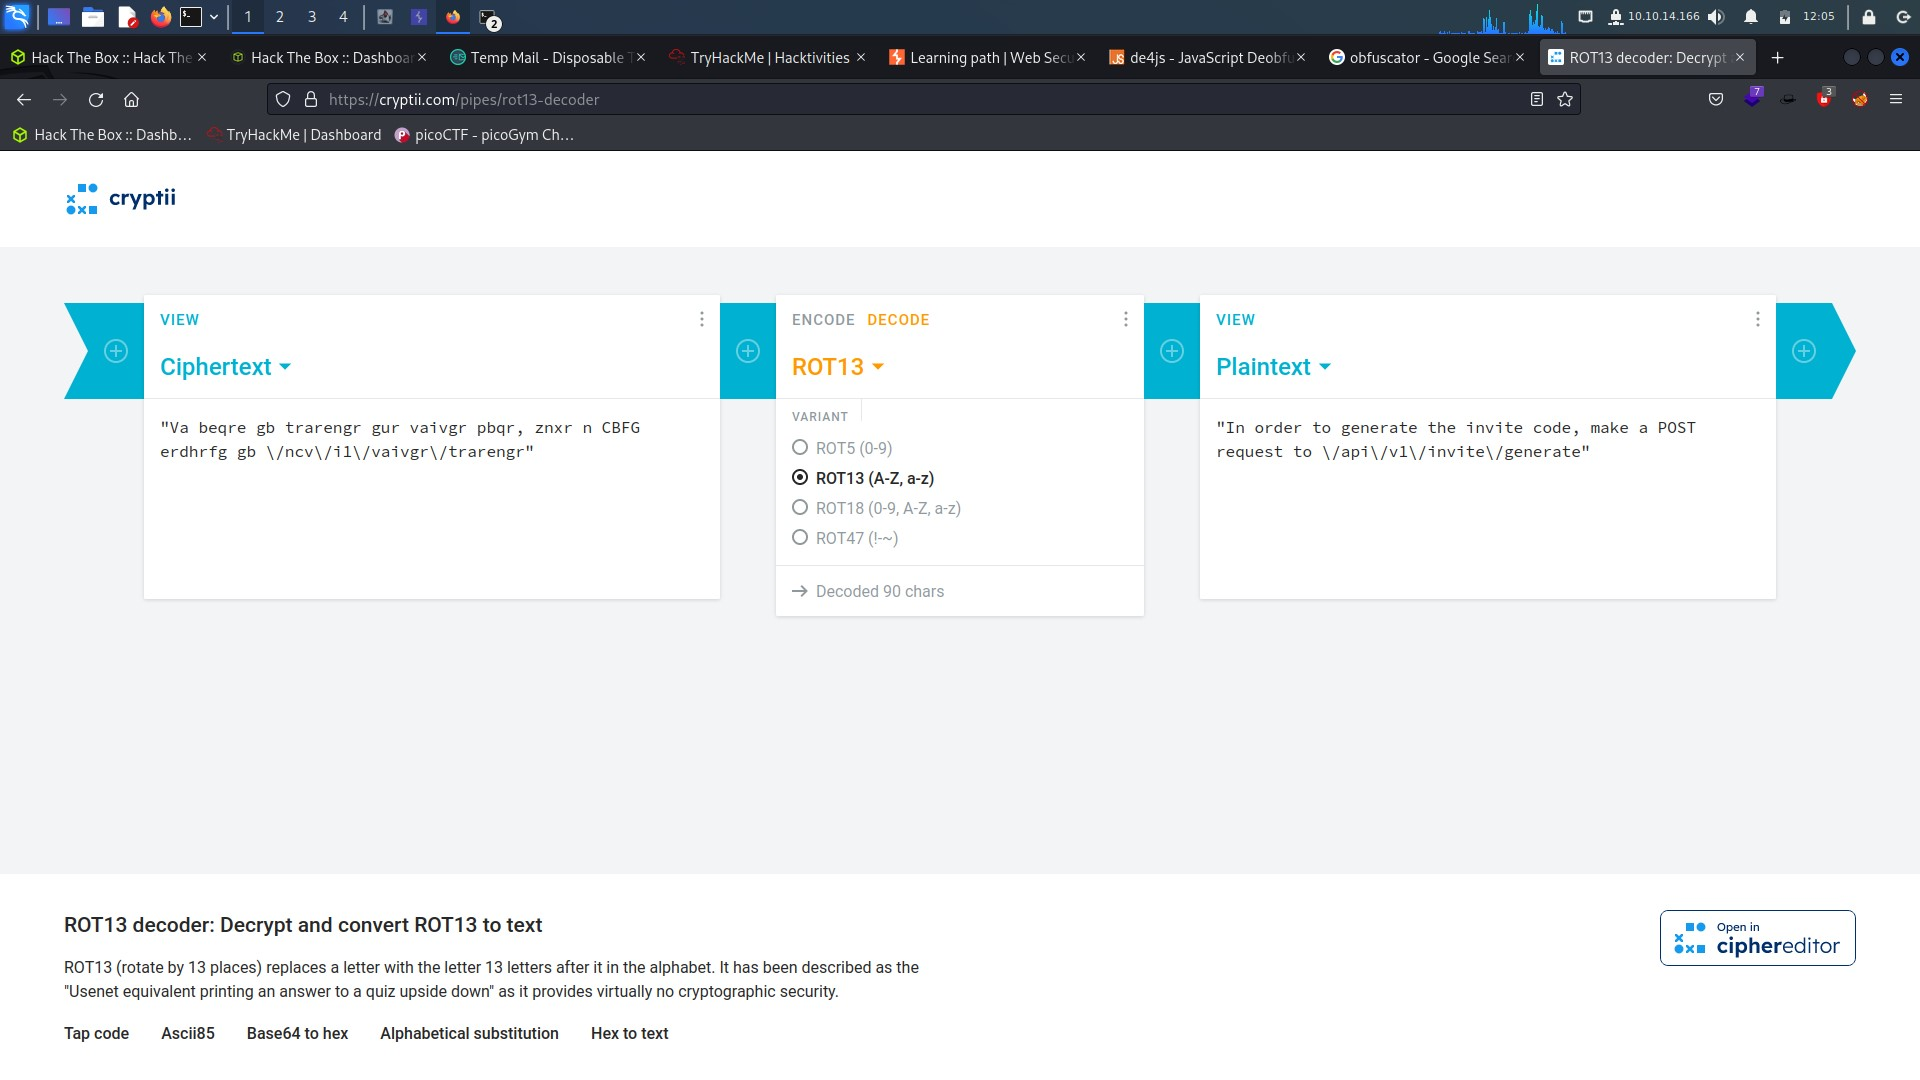 1 2 3 4 2 10.10.14.166 12:05
Hack The Box :: Hack The Hack The Box :: Dashboar Temp Mail - Disposable T TryHackMe | Hacktivities Learning path | Web Secu de4js - JavaScript Deobfu obfuscator - Google Sear ROT13 decoder: Decrypt
https://cryptii.com/pipes/rot13-decoder 7 3
Hack The Box :: Dashb... TryHackMe | Dashboard picoCTF - picoGym Ch...
cryptii
VIEW
Ciphertext
"Va beqre gb trarengr gur vaivgr pbqr, znxr n CBFG
erdhrfg gb \/ncv\/i1\/vaivgr\/trarengr"
ENCODE DECODE
ROT13
VARIANT
ROT5 (0-9)
ROT13 (A-Z, a-z)
ROT18 (0-9, A-Z, a-z)
ROT47 (!-~)
Decoded 90 chars
VIEW
Plaintext
"In order to generate the invite code, make a POST
request to \/api\/v1\/invite\/generate"
ROT13 decoder: Decrypt and convert ROT13 to text
ROT13 (rotate by 13 places) replaces a letter with the letter 13 letters after it in the alphabet. It has been described as the
"Usenet equivalent printing an answer to a quiz upside down" as it provides virtually no cryptographic security.
Tap code Ascii85 Base64 to hex Alphabetical substitution Hex to text
Open in
ciphereditor